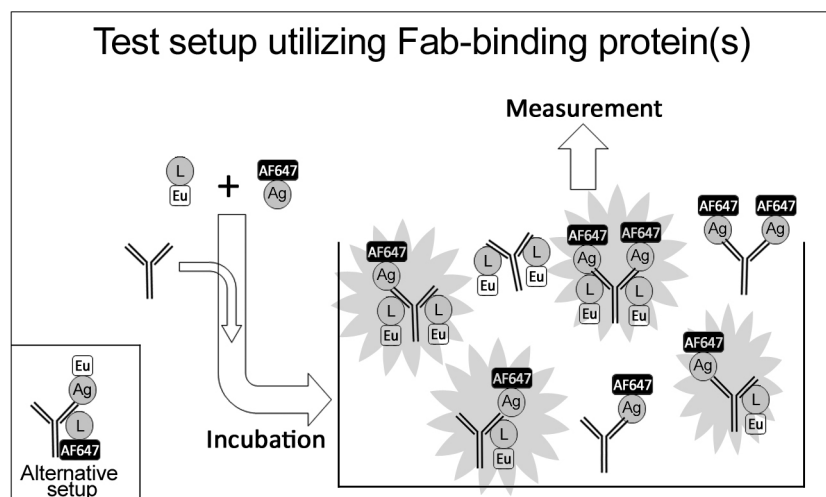 Test setup utilizing Fab-binding protein(s)
Measurement
L
Eu
+
AF647
Ag
AF647
Ag
L
Eu
L
Eu
L
Eu
L
Eu
AF647
Ag
AF647
Ag
L
Eu
L
Eu
AF647
Ag
AF647
Ag
AF647
Ag
L
Eu
AF647
Ag
AF647
Ag
L
Eu
Incubation
Eu
Ag
L
AF647
Alternative
setup